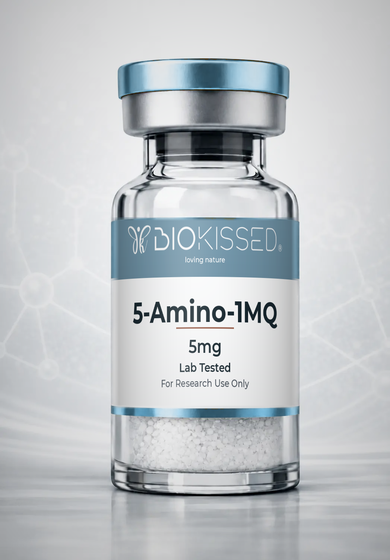 BIOKISSED®
loving nature
5-Amino-1MQ
5mg
Lab Tested
For Research Use Only